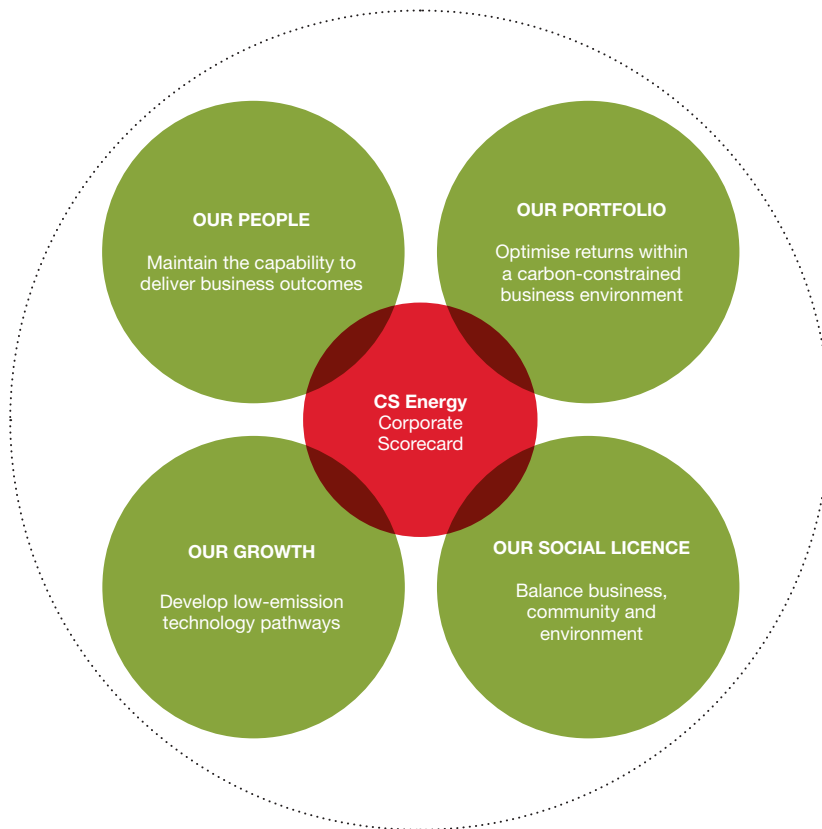 OUR PEOPLE
Maintain the capability to
deliver business outcomes
OUR PORTFOLIO
Optimise returns within
a carbon-constrained
business environment
CS Energy
Corporate
Scorecard
OUR GROWTH
Develop low-emission
technology pathways
OUR SOCIAL LICENCE
Balance business,
community and
environment